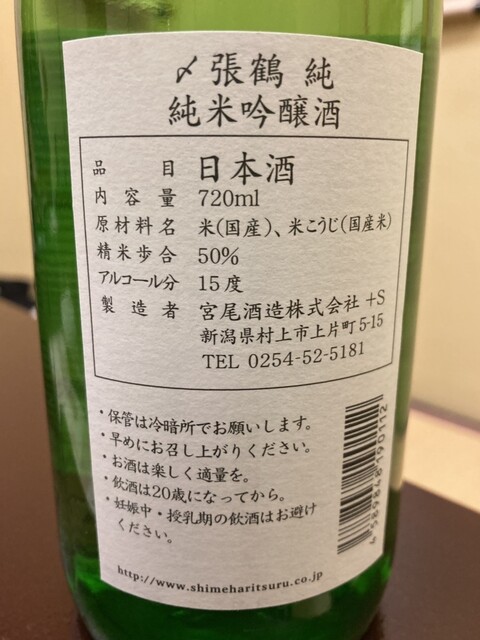 〆張鶴 純
純米吟醸酒
品目 日本酒
内容量 720ml
原材料名 米(国産)、米こうじ(国産米)
精米歩合 50%
アルコール分 15度
製造者 宮尾酒造株式会社 +S
新潟県村上市上片町5-15
TEL 0254-52-5181
・保管は冷暗所でお願いします。
・早めにお召し上がりください。
・お酒は楽しく適量を。
・飲酒は20歳になってから。
・妊娠中・授乳期の飲酒はお避け
ください。
4589848190112
http://www.shimeharitsuru.co.jp